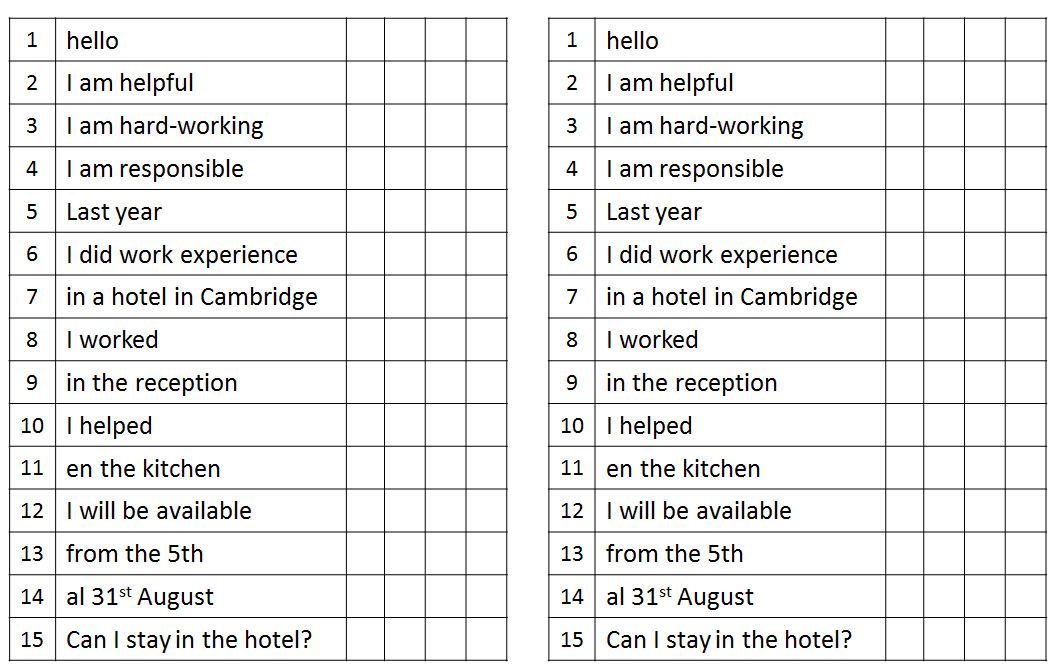 1 hello
2 I am helpful
3 I am hard-working
4 I am responsible
5 Last year
6 I did work experience
7 in a hotel in Cambridge
8 I worked
9 in the reception
10 I helped
11 en the kitchen
12 I will be available
13 from the 5th
14 al 31st August
15 Can I stay in the hotel?
1 hello
2 I am helpful
3 I am hard-working
4 I am responsible
5 Last year
6 I did work experience
7 in a hotel in Cambridge
8 I worked
9 in the reception
10 I helped
11 en the kitchen
12 I will be available
13 from the 5th
14 al 31st August
15 Can I stay in the hotel?